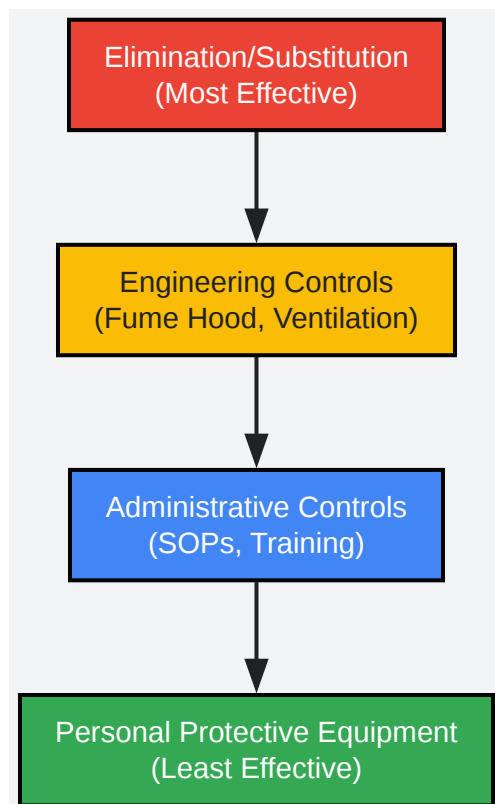 Elimination/Substitution
(Most Effective)
Engineering Controls
(Fume Hood, Ventilation)
Administrative Controls
(SOPs, Training)
Personal Protective Equipment
(Least Effective)